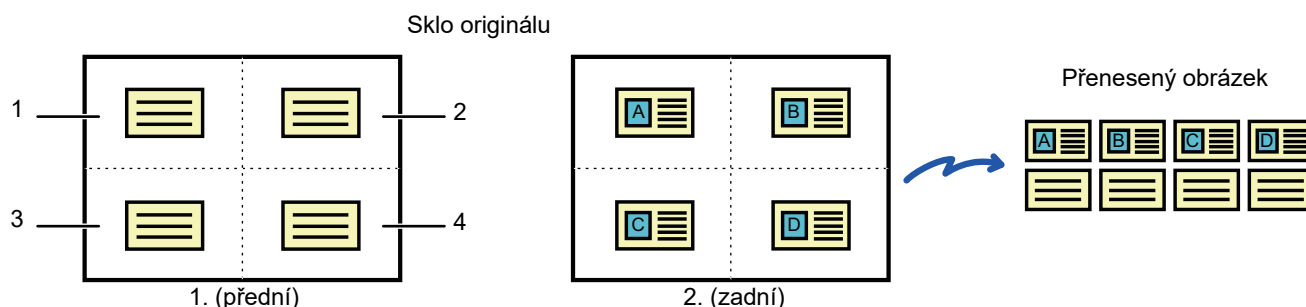 Sklo originálu
Přenesený obrázek
1
2
3
4
1. (přední)
A
B
C
D
2. (zadní)
A
B
C
D